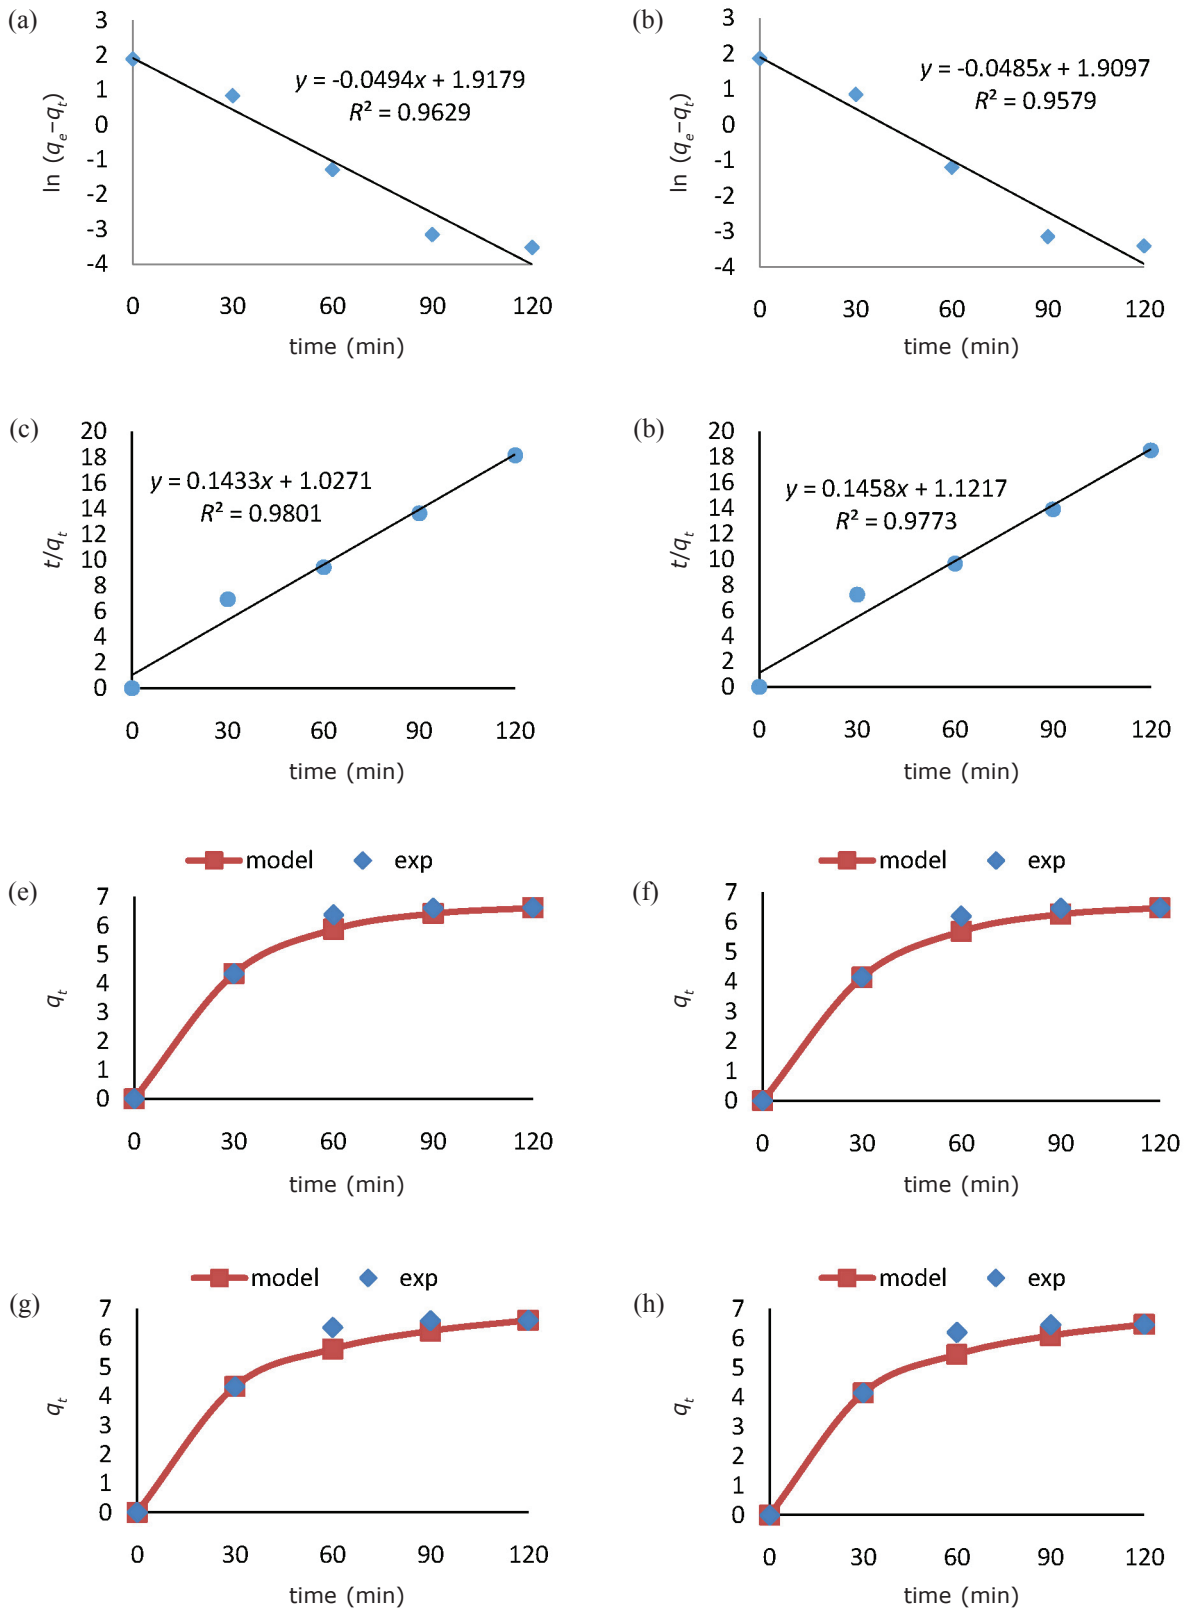 (a)
3
2
1
0
-1
-2
-3
-4
ln (qₑ−qₜ)
y = -0.0494x + 1.9179
R² = 0.9629
0 30 60 90 120
time (min)
(b)
3
2
1
0
-1
-2
-3
-4
ln (qₑ−qₜ)
y = -0.0485x + 1.9097
R² = 0.9579
0 30 60 90 120
time (min)
(c)
20
18
16
14
12
10
8
6
4
2
0
t/qₜ
y = 0.1433x + 1.0271
R² = 0.9801
0 30 60 90 120
time (min)
(b)
20
18
16
14
12
10
8
6
4
2
0
t/qₜ
y = 0.1458x + 1.1217
R² = 0.9773
0 30 60 90 120
time (min)
(e)
model exp
7
6
5
4
3
2
1
0
qₜ
0 30 60 90 120
time (min)
(f)
model exp
7
6
5
4
3
2
1
0
qₜ
0 30 60 90 120
time (min)
(g)
model exp
7
6
5
4
3
2
1
0
qₜ
0 30 60 90 120
time (min)
(h)
model exp
7
6
5
4
3
2
1
0
qₜ
0 30 60 90 120
time (min)